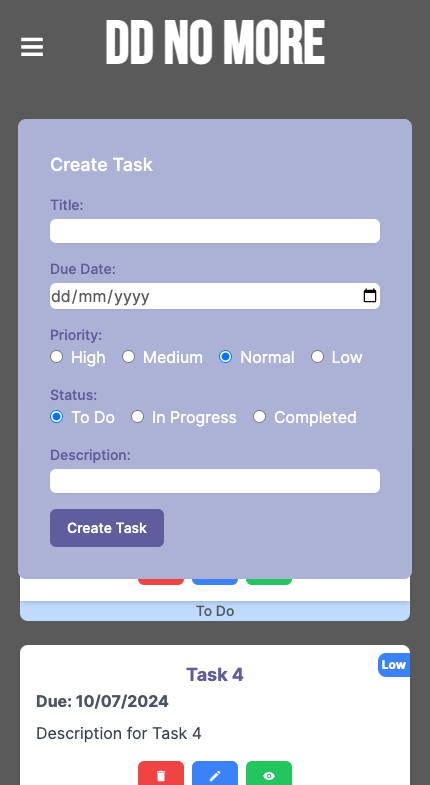 DD NO MORE
Create Task
Title:
Due Date:
dd/mm/yyyy
Priority:
High Medium Normal Low
Status:
To Do In Progress Completed
Description:
Create Task
To Do
Low
Task 4
Due: 10/07/2024
Description for Task 4